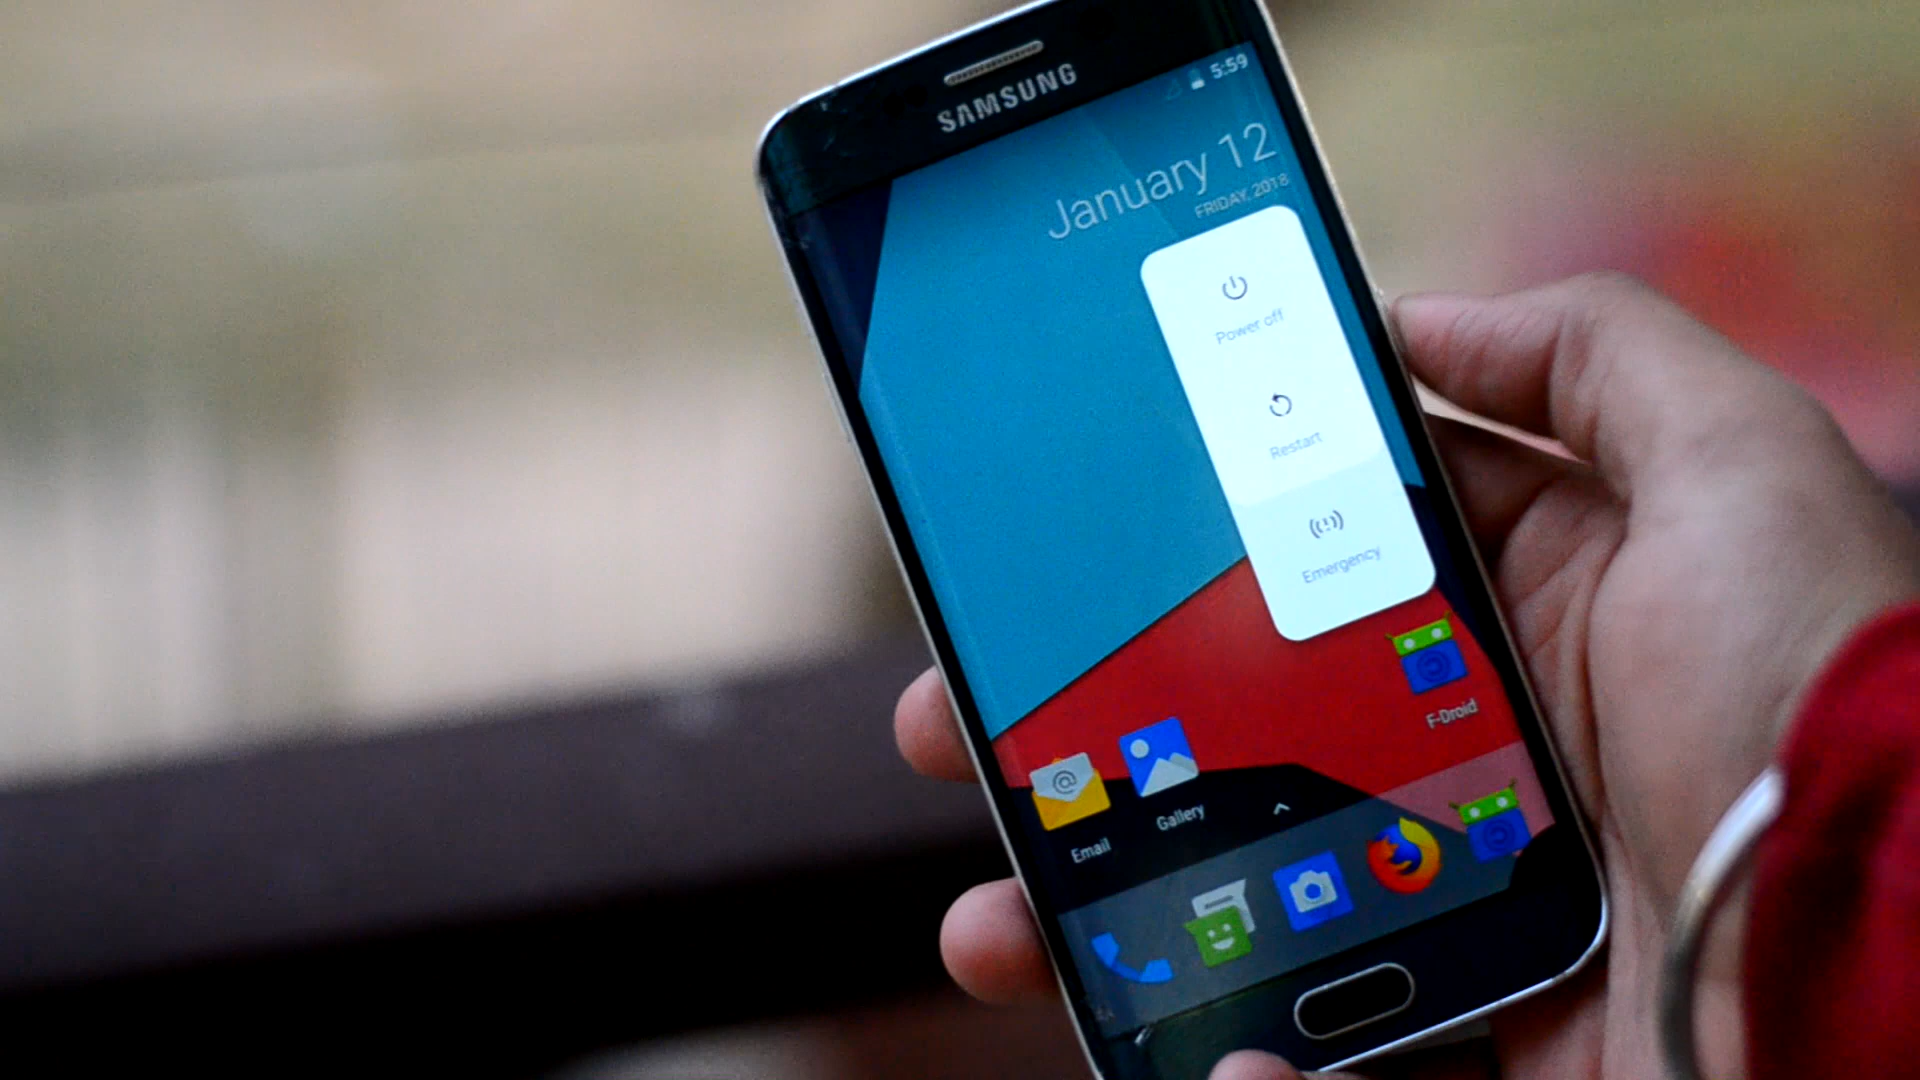 SAMSUNG
5:59
January 12
FRIDAY, 2018
Power off
Restart
Emergency
F-Droid
Email
Gallery